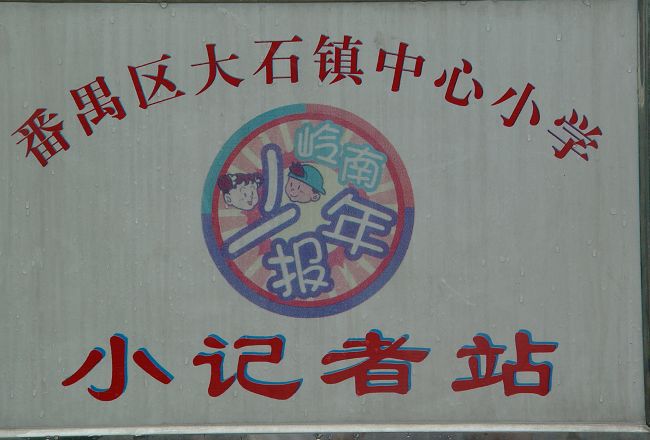 番禺区大石镇中心小学
岭南
少年
报
小记者站